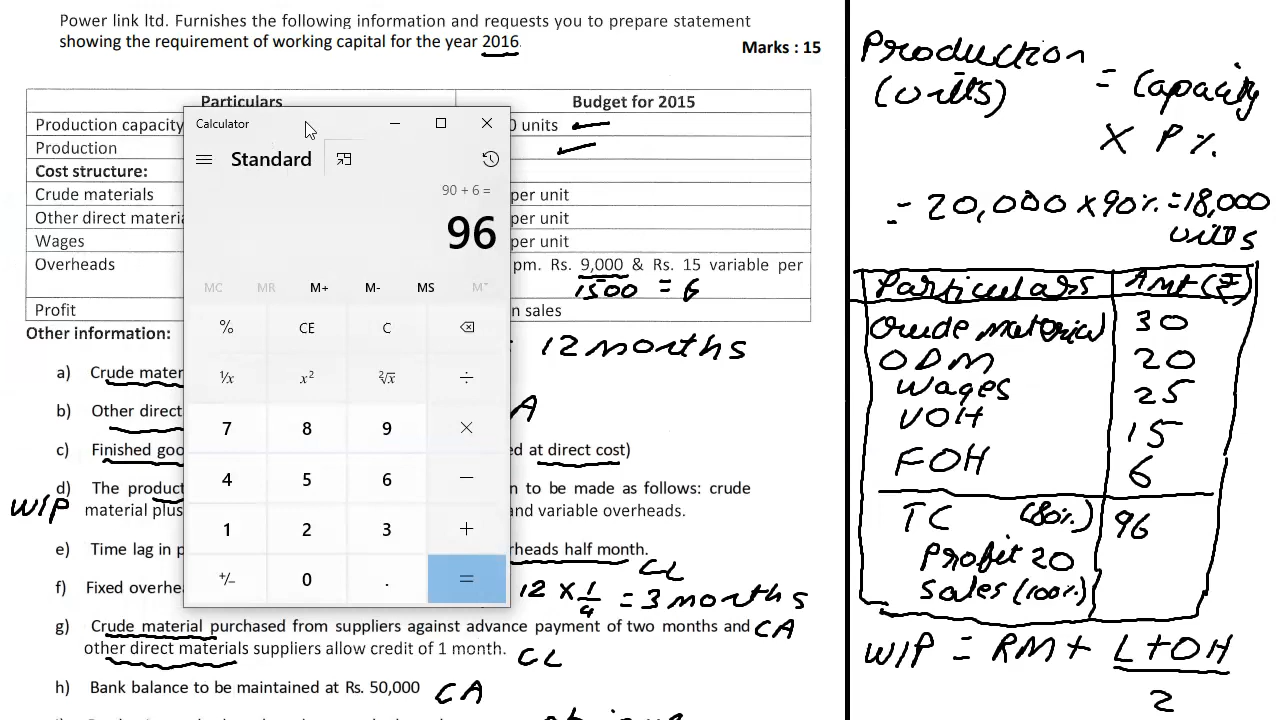 Power link ltd. Furnishes the following information and requests you to prepare statement
showing the requirement of working capital for the year 2016.
Marks : 15
Particulars Budget for 2015
Production capacity 0 units
Production
Cost structure:
Crude materials per unit
Other direct materia per unit
Wages per unit
Overheads pm. Rs. 9,000 & Rs. 15 variable per
1500 = 6
Profit n sales
Other information:
= 12 months
a) Crude mater
b) Other direct A
c) Finished goo ed at direct cost)
d) The product n to be made as follows: crude
WIP material plus and variable overheads.
e) Time lag in p rheads half month.
CL
f) Fixed overhe 12 × 1/4 = 3 months
g) Crude material purchased from suppliers against advance payment of two months and CA
other direct materials suppliers allow credit of 1 month. CL
h) Bank balance to be maintained at Rs. 50,000 CA
Calculator
Standard
90 + 6 =
96
MC MR M+ M- MS M˅
% CE C
¹/x x² ²√x ÷
7 8 9 ×
4 5 6 −
1 2 3 +
+/− 0 . =
Production
(units) = capacity
× P %
= 20,000 × 90% = 18,000
units
Particulars Amt (₹)
Crude material 30
ODM 20
Wages 25
VOH 15
FOH 6
TC (80%) 96
Profit 20
Sales (100%)
WIP = RM + L+OH
2